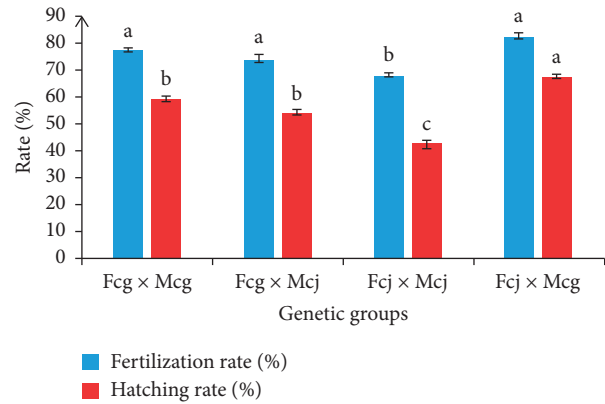 90
80
70
60
50
40
30
20
10
0
Rate (%)
a
b
a
b
b
c
a
a
Fcg × Mcg
Fcg × Mcj
Fcj × Mcj
Fcj × Mcg
Genetic groups
Fertilization rate (%)
Hatching rate (%)